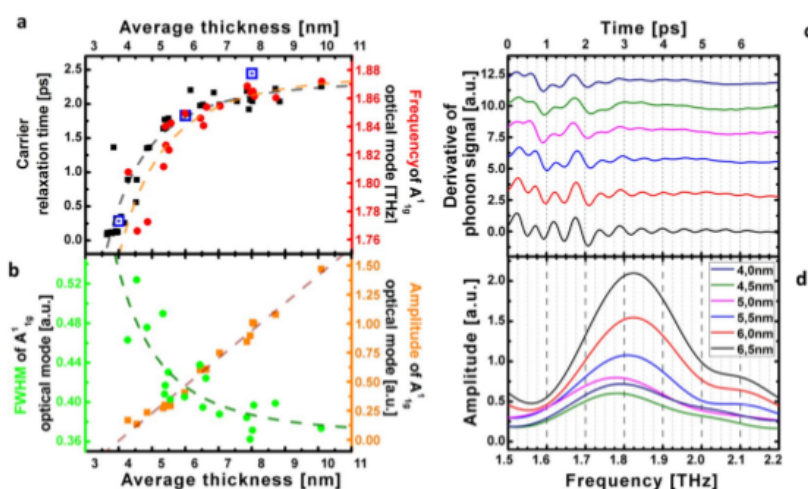 a
Average thickness [nm]
3 4 5 6 7 8 9 10 11
Carrier
relaxation time [ps]
2.5
2.0
1.5
1.0
0.5
0.0
1.88
1.86
1.84
1.82
1.80
1.78
1.76
Frequency of A¹1g
optical mode [THz]
b
FWHM of A¹1g
optical mode [a.u.]
0.52
0.48
0.44
0.40
0.36
1.50
1.25
1.00
0.75
0.50
0.25
0.00
Amplitude of A¹1g
optical mode [a.u.]
3 4 5 6 7 8 9 10 11
Average thickness [nm]
c
Time [ps]
0 1 2 3 4 5 6
Derivative of
phonon signal [a.u.]
12.5
10.0
7.5
5.0
2.5
0.0
d
Amplitude [a.u.]
2.0
1.5
1.0
0.5
0.0
4,0nm
4,5nm
5,0nm
5,5nm
6,0nm
6,5nm
1.5 1.6 1.7 1.8 1.9 2.0 2.1 2.2
Frequency [THz]